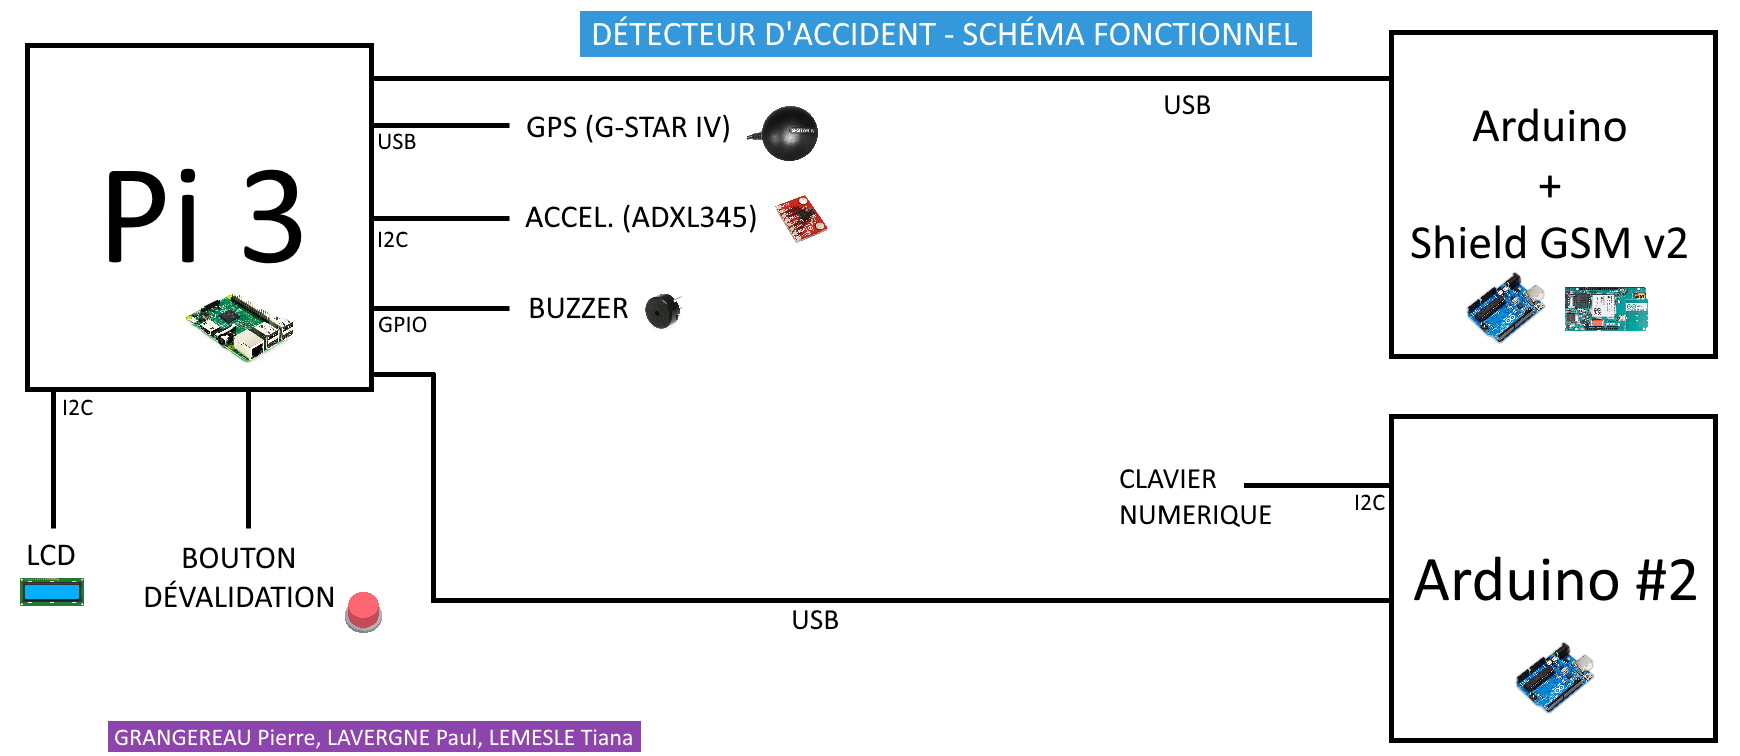 DÉTECTEUR D'ACCIDENT - SCHÉMA FONCTIONNEL
Pi 3
USB
GPS (G-STAR IV)
I2C
ACCEL. (ADXL345)
GPIO
BUZZER
USB
Arduino
+
Shield GSM v2
I2C
LCD
BOUTON
DÉVALIDATION
CLAVIER
NUMERIQUE
I2C
Arduino #2
USB
GRANGEREAU Pierre, LAVERGNE Paul, LEMESLE Tiana